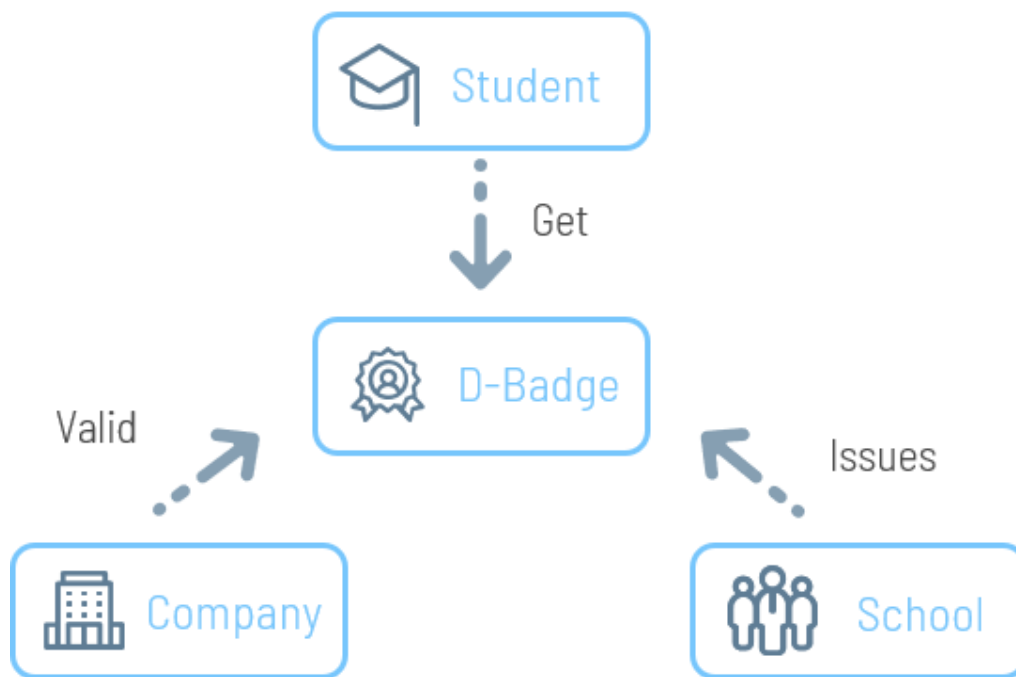 Student
Get
D-Badge
Valid
Issues
Company
School